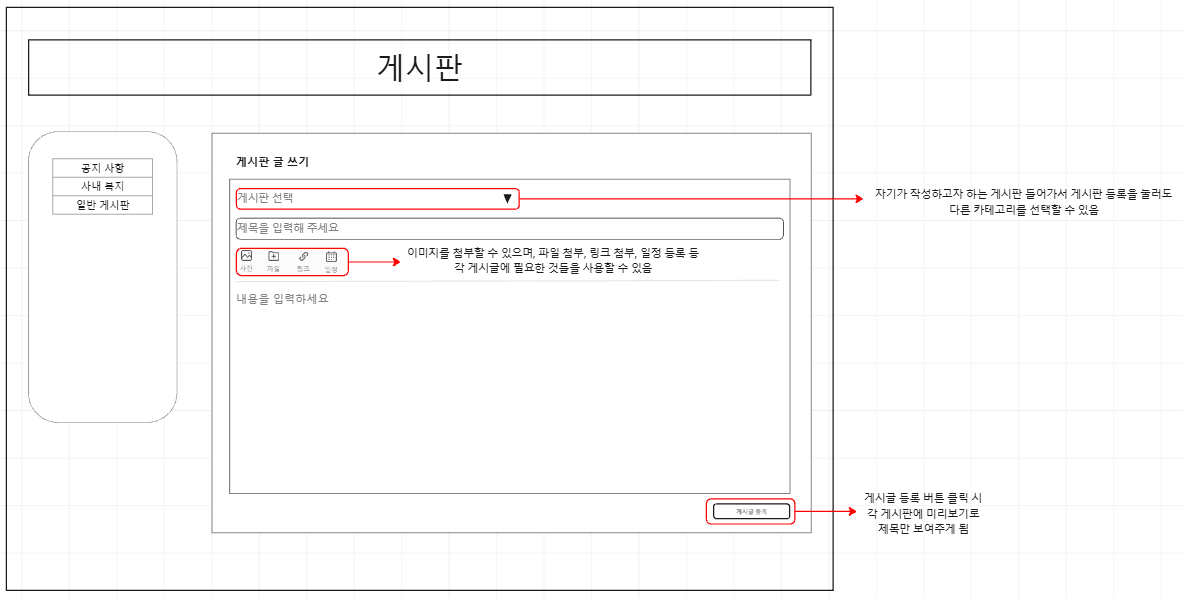 게시판
공지 사항
사내 복지
일반 게시판
게시판 글 쓰기
게시판 선택 ▼
제목을 입력해 주세요
사진 파일 링크 일정
내용을 입력하세요
게시글 등록
자기가 작성하고자 하는 게시판 들어가서 게시판 등록을 눌러도
다른 카테고리를 선택할 수 있음
이미지를 첨부할 수 있으며, 파일 첨부, 링크 첨부, 일정 등록 등
각 게시글에 필요한 것들을 사용할 수 있음
게시글 등록 버튼 클릭 시
각 게시판에 미리보기로
제목만 보여주게 됨